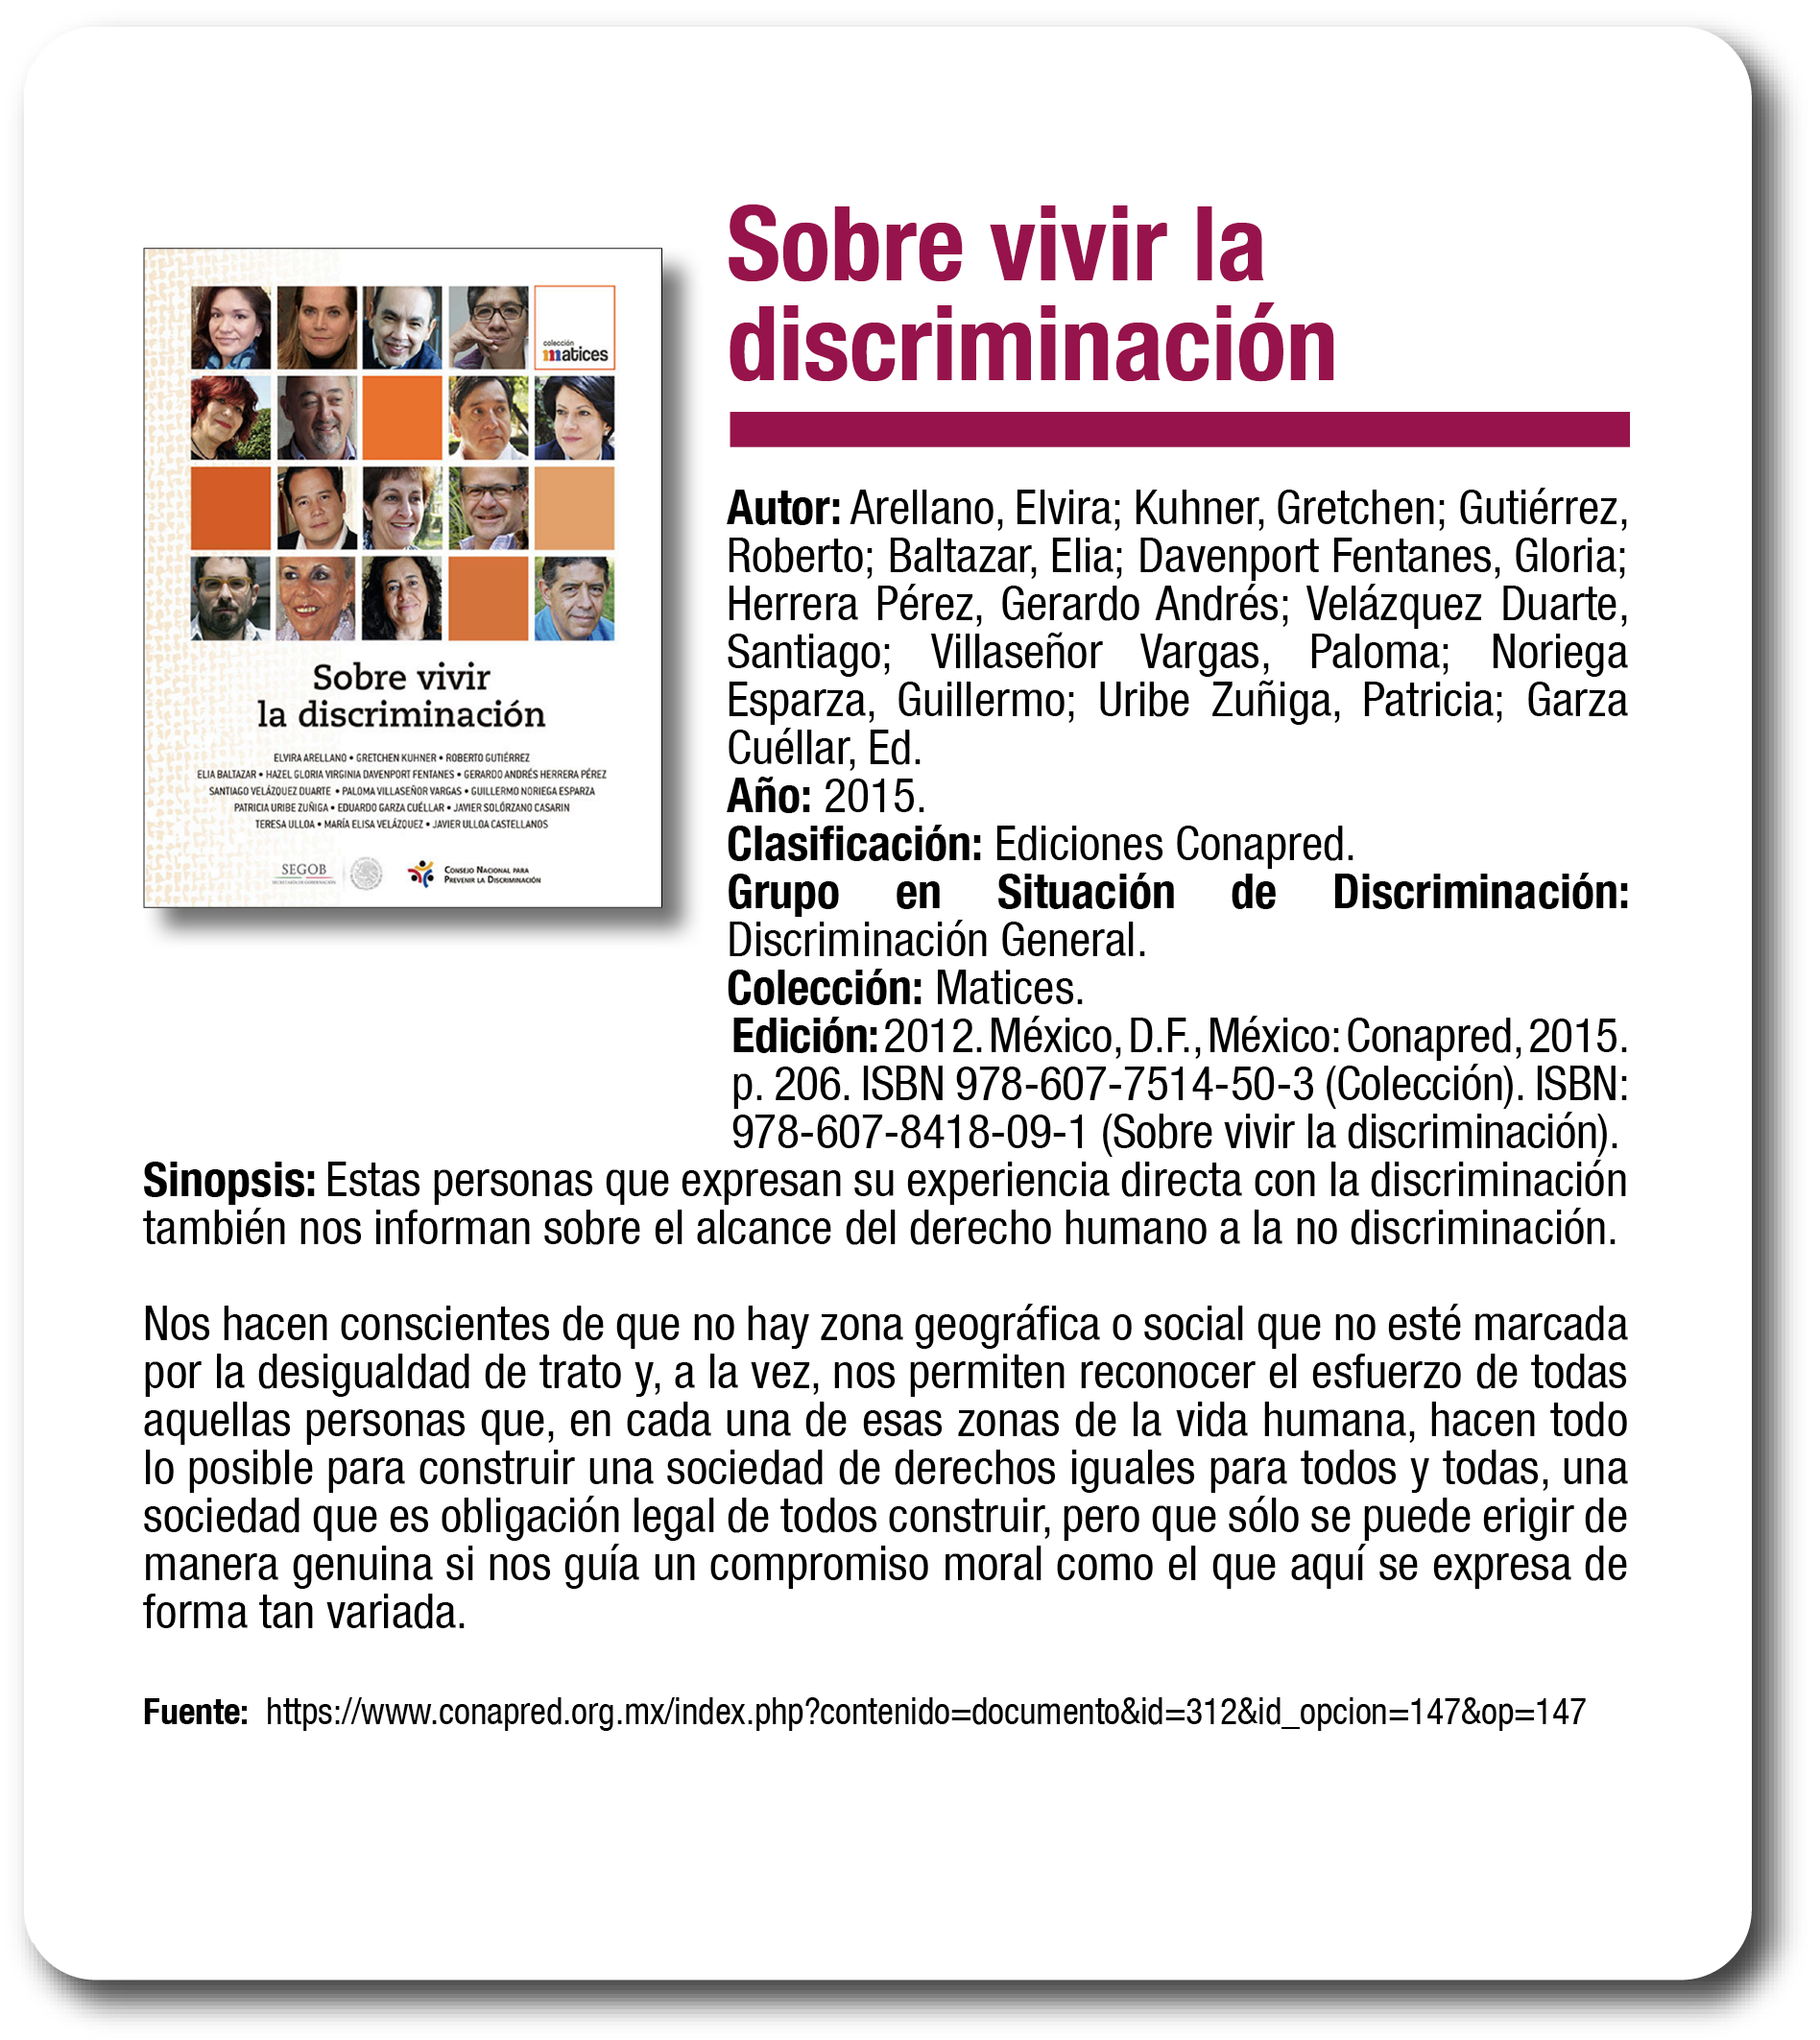 Sobre vivir la
discriminación
colección
matices
Sobre vivir
la discriminación
ELVIRA ARELLANO • GRETCHEN KUHNER • ROBERTO GUTIÉRREZ
ELIA BALTAZAR • HAZEL GLORIA VIRGINIA DAVENPORT FENTANES • GERARDO ANDRÉS HERRERA PÉREZ
SANTIAGO VELÁZQUEZ DUARTE • PALOMA VILLASEÑOR VARGAS • GUILLERMO NORIEGA ESPARZA
PATRICIA URIBE ZUÑIGA • EDUARDO GARZA CUÉLLAR • JAVIER SOLÓRZANO CASARIN
TERESA ULLOA • MARÍA ELISA VELÁZQUEZ • JAVIER ULLOA CASTELLANOS
SEGOB
SECRETARÍA DE GOBERNACIÓN
CONSEJO NACIONAL PARA
PREVENIR LA DISCRIMINACIÓN
Autor: Arellano, Elvira; Kuhner, Gretchen; Gutiérrez,
Roberto; Baltazar, Elia; Davenport Fentanes, Gloria;
Herrera Pérez, Gerardo Andrés; Velázquez Duarte,
Santiago; Villaseñor Vargas, Paloma; Noriega
Esparza, Guillermo; Uribe Zuñiga, Patricia; Garza
Cuéllar, Ed.
Año: 2015.
Clasificación: Ediciones Conapred.
Grupo en Situación de Discriminación:
Discriminación General.
Colección: Matices.
Edición: 2012. México, D.F., México: Conapred, 2015.
p. 206. ISBN 978-607-7514-50-3 (Colección). ISBN:
978-607-8418-09-1 (Sobre vivir la discriminación).
Sinopsis: Estas personas que expresan su experiencia directa con la discriminación
también nos informan sobre el alcance del derecho humano a la no discriminación.
Nos hacen conscientes de que no hay zona geográfica o social que no esté marcada
por la desigualdad de trato y, a la vez, nos permiten reconocer el esfuerzo de todas
aquellas personas que, en cada una de esas zonas de la vida humana, hacen todo
lo posible para construir una sociedad de derechos iguales para todos y todas, una
sociedad que es obligación legal de todos construir, pero que sólo se puede erigir de
manera genuina si nos guía un compromiso moral como el que aquí se expresa de
forma tan variada.
Fuente: https://www.conapred.org.mx/index.php?contenido=documento&id=312&id_opcion=147&op=147